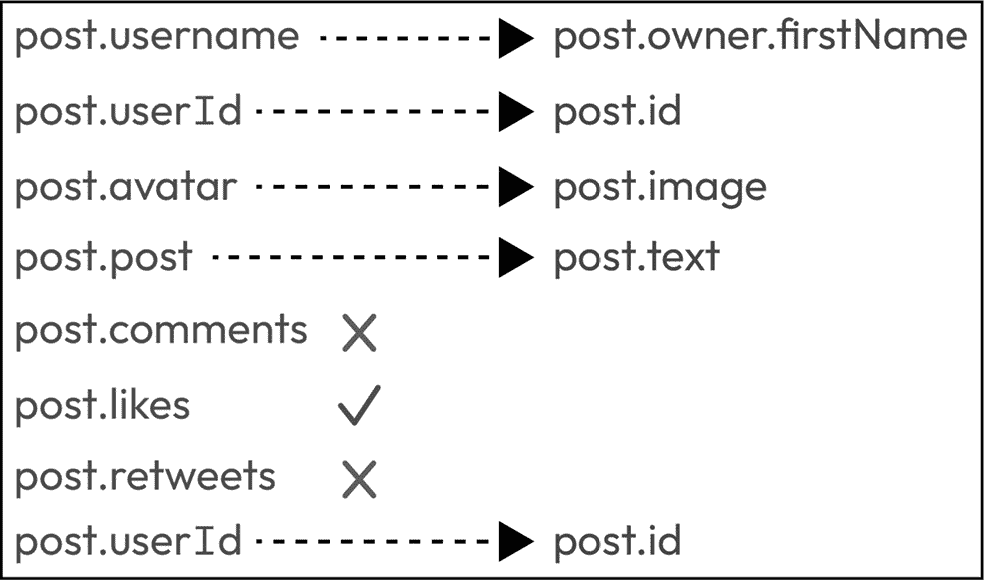 post.username post.owner.firstName
post.userId post.id
post.avatar post.image
post.post post.text
post.comments
post.likes
post.retweets
post.userId post.id